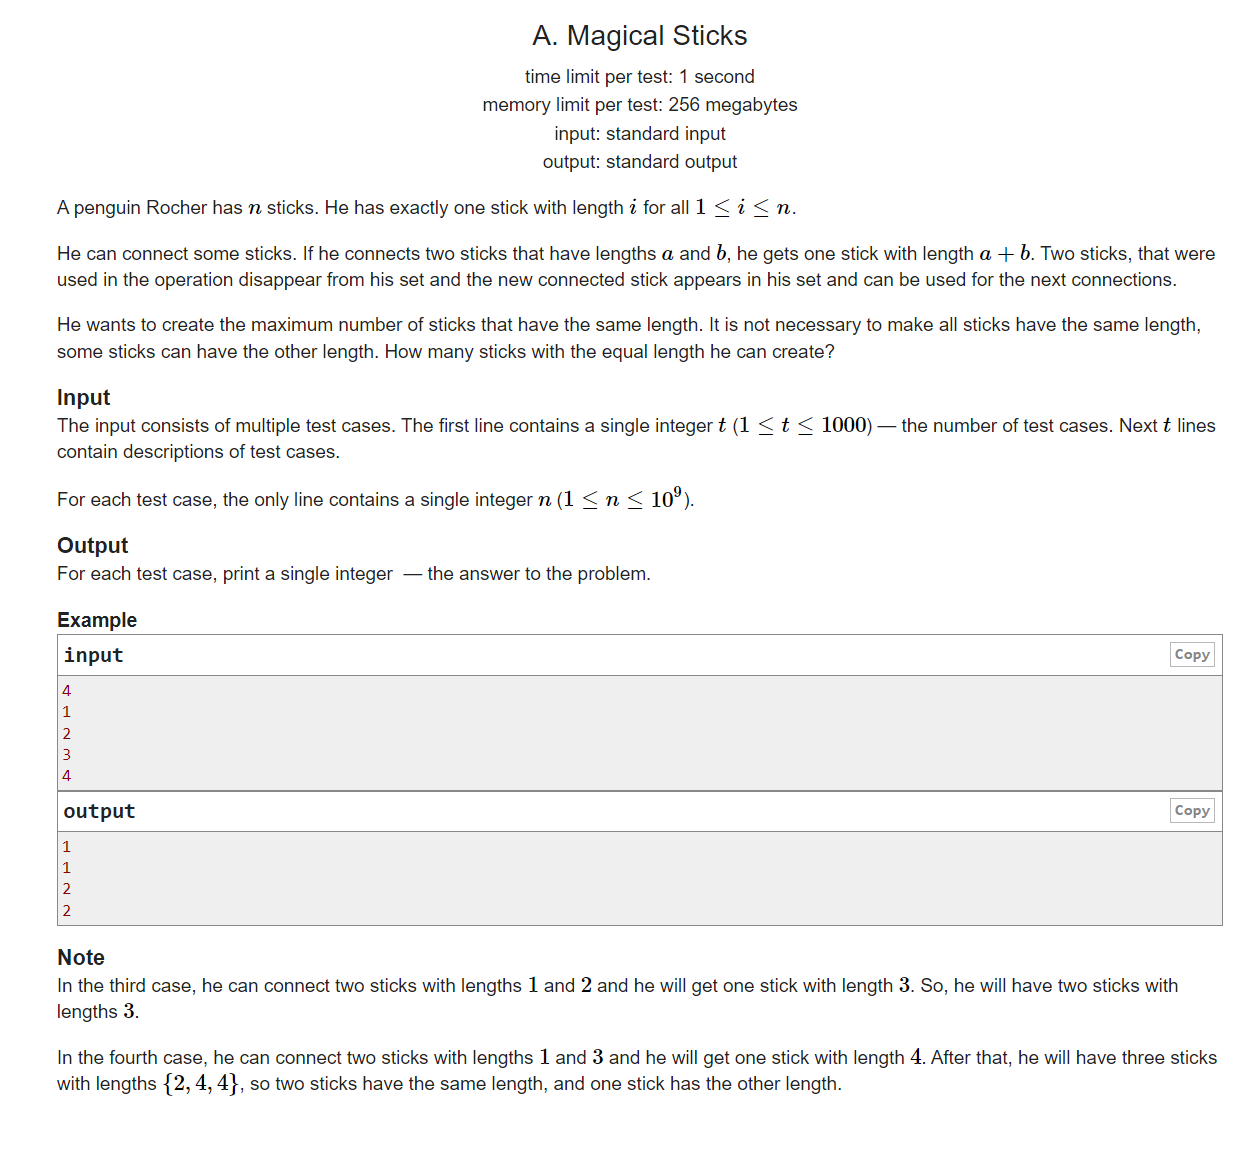 A. Magical Sticks
time limit per test: 1 second
memory limit per test: 256 megabytes
input: standard input
output: standard output
A penguin Rocher has n sticks. He has exactly one stick with length i for all 1 ≤ i ≤ n.
He can connect some sticks. If he connects two sticks that have lengths a and b, he gets one stick with length a + b. Two sticks, that were
used in the operation disappear from his set and the new connected stick appears in his set and can be used for the next connections.
He wants to create the maximum number of sticks that have the same length. It is not necessary to make all sticks have the same length,
some sticks can have the other length. How many sticks with the equal length he can create?
Input
The input consists of multiple test cases. The first line contains a single integer t (1 ≤ t ≤ 1000) — the number of test cases. Next t lines
contain descriptions of test cases.
For each test case, the only line contains a single integer n (1 ≤ n ≤ 10⁹).
Output
For each test case, print a single integer — the answer to the problem.
Example
input Copy
4
1
2
3
4
output Copy
1
1
2
2
Note
In the third case, he can connect two sticks with lengths 1 and 2 and he will get one stick with length 3. So, he will have two sticks with
lengths 3.
In the fourth case, he can connect two sticks with lengths 1 and 3 and he will get one stick with length 4. After that, he will have three sticks
with lengths {2, 4, 4}, so two sticks have the same length, and one stick has the other length.